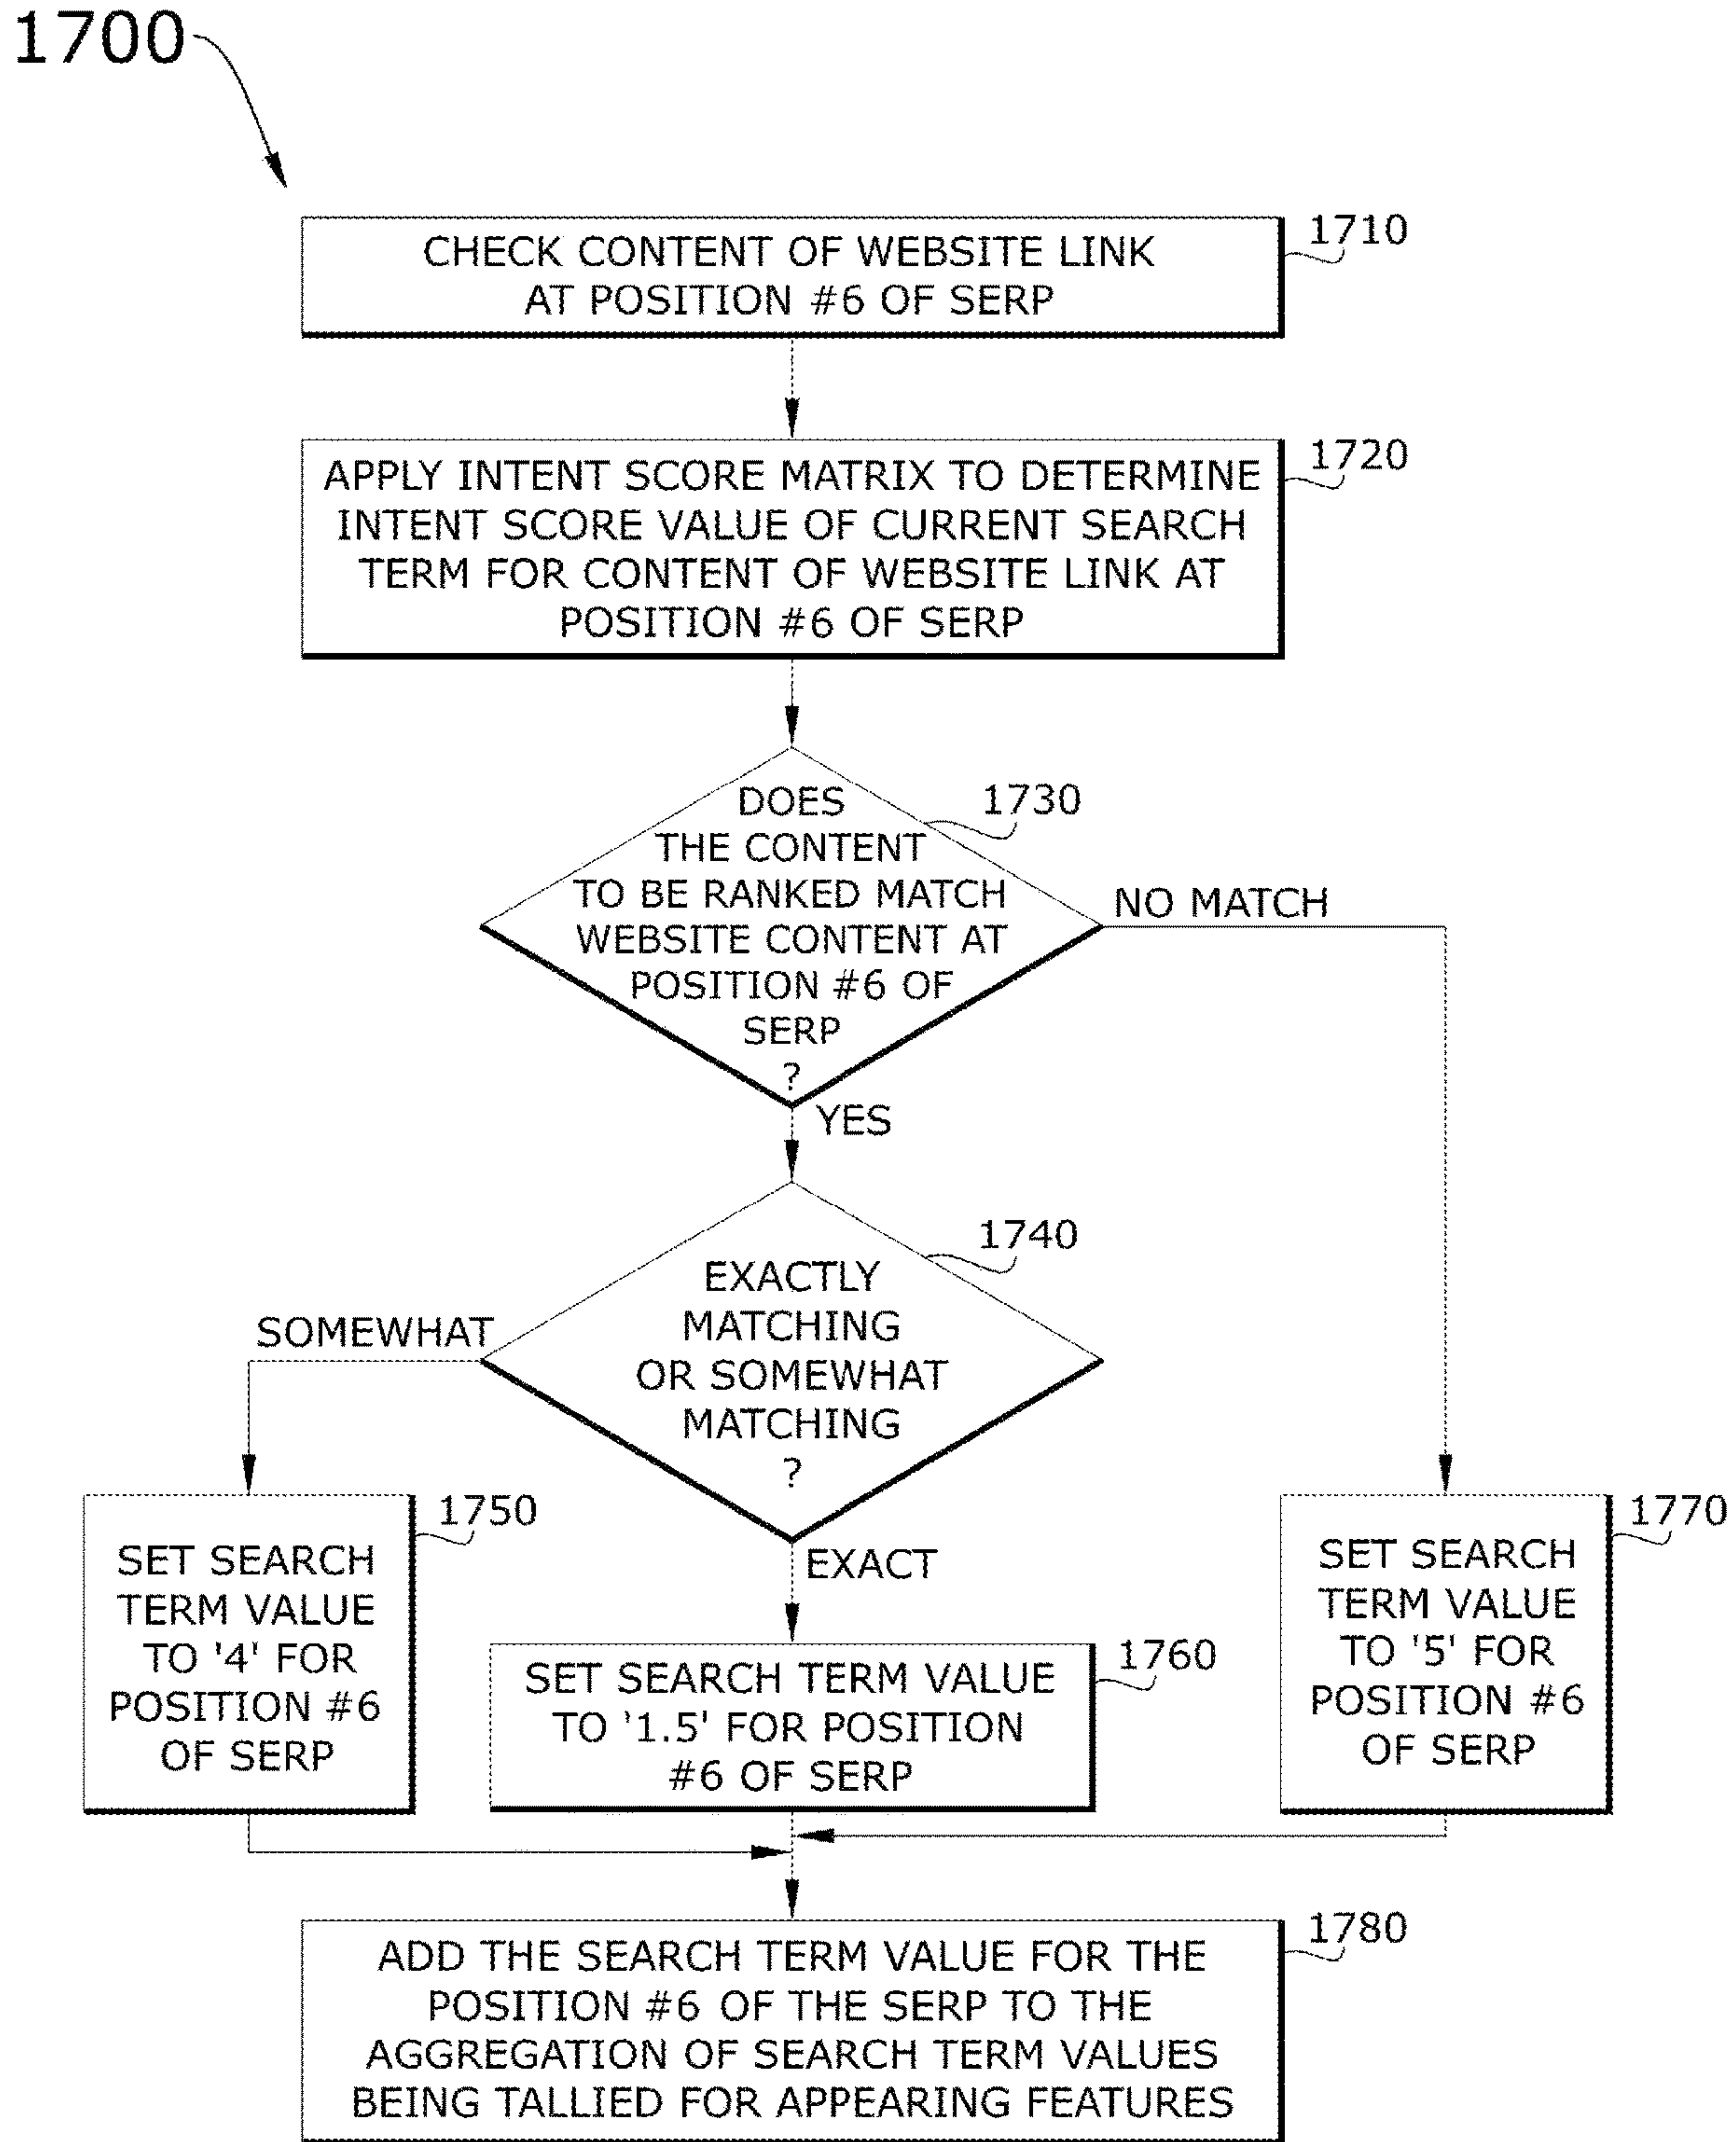 1700
CHECK CONTENT OF WEBSITE LINK
AT POSITION #6 OF SERP
1710
APPLY INTENT SCORE MATRIX TO DETERMINE
INTENT SCORE VALUE OF CURRENT SEARCH
TERM FOR CONTENT OF WEBSITE LINK AT
POSITION #6 OF SERP
1720
DOES
THE CONTENT
TO BE RANKED MATCH
WEBSITE CONTENT AT
POSITION #6 OF
SERP
?
1730
NO MATCH
YES
EXACTLY
MATCHING
OR SOMEWHAT
MATCHING
?
1740
SOMEWHAT
EXACT
SET SEARCH
TERM VALUE
TO '4' FOR
POSITION #6
OF SERP
1750
SET SEARCH TERM VALUE
TO '1.5' FOR POSITION
#6 OF SERP
1760
SET SEARCH
TERM VALUE
TO '5' FOR
POSITION #6
OF SERP
1770
ADD THE SEARCH TERM VALUE FOR THE
POSITION #6 OF THE SERP TO THE
AGGREGATION OF SEARCH TERM VALUES
BEING TALLIED FOR APPEARING FEATURES
1780